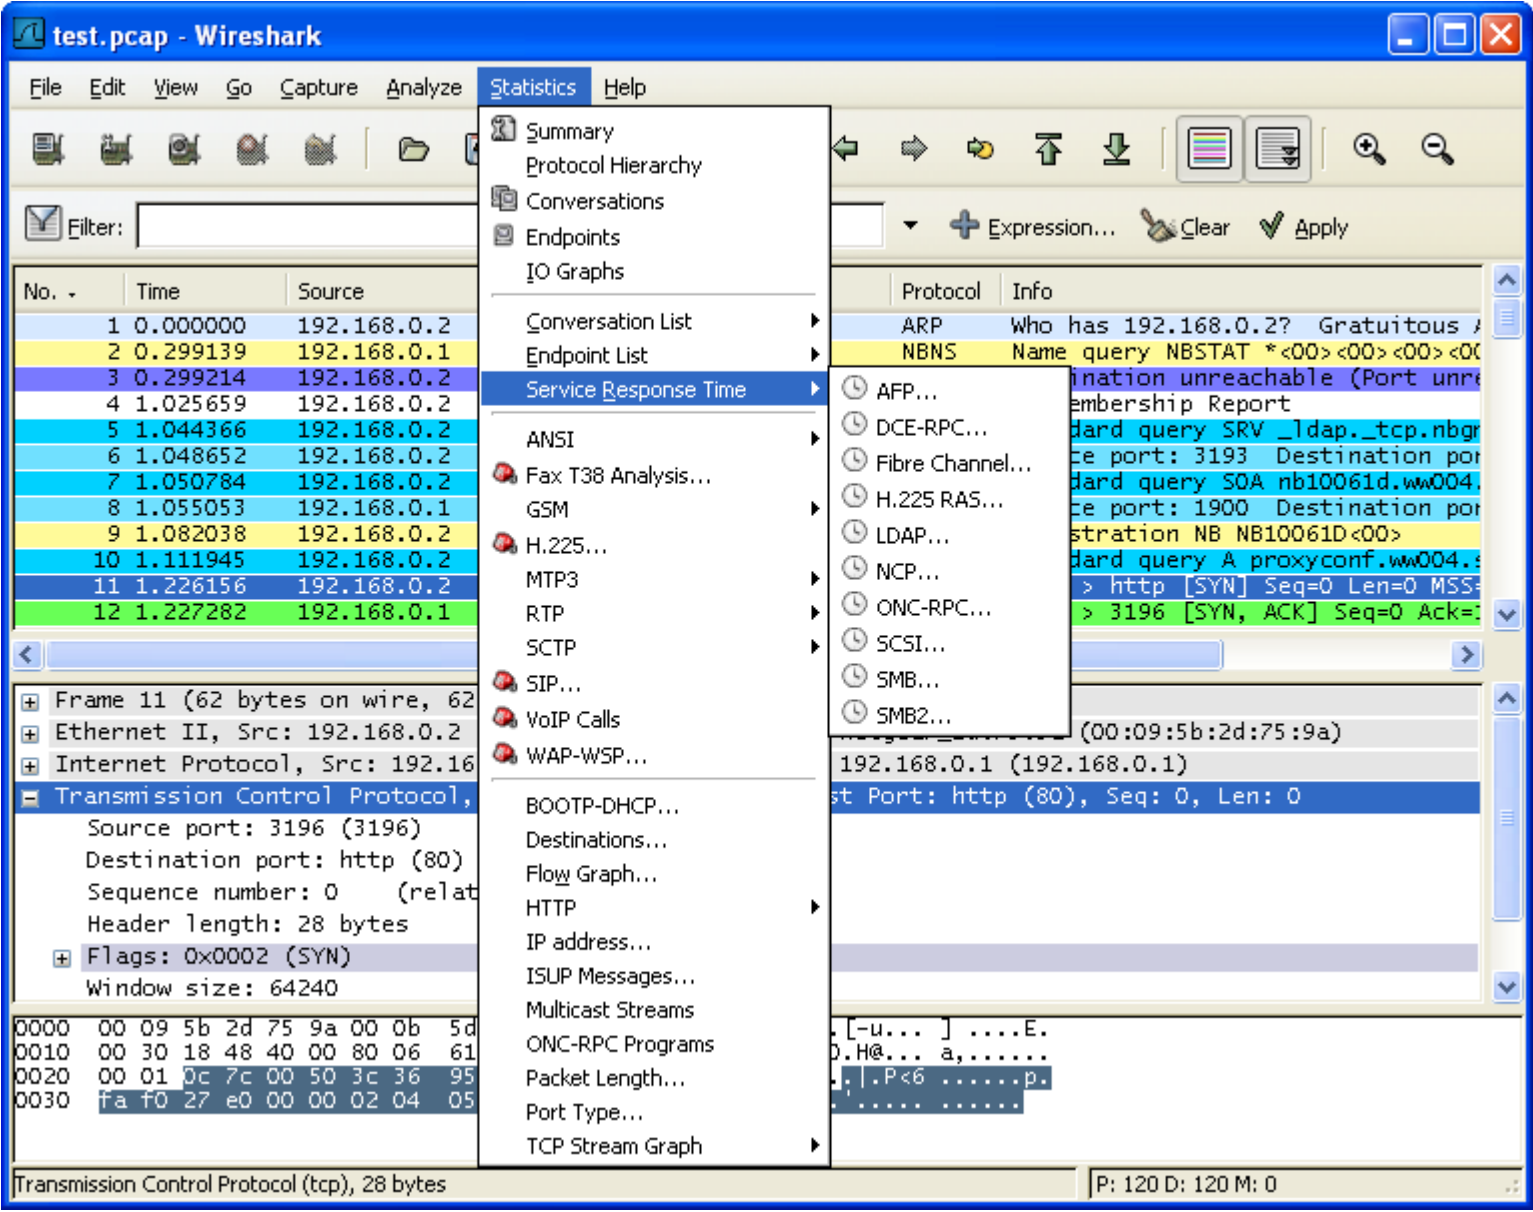 test.pcap - Wireshark
File Edit View Go Capture Analyze Statistics Help
Filter: Expression... Clear Apply
No. Time Source Protocol Info
1 0.000000 192.168.0.2 ARP Who has 192.168.0.2? Gratuitous
2 0.299139 192.168.0.1 NBNS Name query NBSTAT *<00><00><00><00
3 0.299214 192.168.0.2 ination unreachable (Port unre
4 1.025659 192.168.0.2 embership Report
5 1.044366 192.168.0.2 dard query SRV _ldap._tcp.nbgr
6 1.048652 192.168.0.2 ce port: 3193 Destination por
7 1.050784 192.168.0.2 dard query SOA nb10061d.ww004.
8 1.055053 192.168.0.1 ce port: 1900 Destination por
9 1.082038 192.168.0.2 stration NB NB10061D<00>
10 1.111945 192.168.0.2 dard query A proxyconf.ww004.s
11 1.226156 192.168.0.2 > http [SYN] Seq=0 Len=0 MSS=
12 1.227282 192.168.0.1 > 3196 [SYN, ACK] Seq=0 Ack=1
Summary
Protocol Hierarchy
Conversations
Endpoints
IO Graphs
Conversation List
Endpoint List
Service Response Time
ANSI
Fax T38 Analysis...
GSM
H.225...
MTP3
RTP
SCTP
SIP...
VoIP Calls
WAP-WSP...
BOOTP-DHCP...
Destinations...
Flow Graph...
HTTP
IP address...
ISUP Messages...
Multicast Streams
ONC-RPC Programs
Packet Length...
Port Type...
TCP Stream Graph
AFP...
DCE-RPC...
Fibre Channel...
H.225 RAS...
LDAP...
NCP...
ONC-RPC...
SCSI...
SMB...
SMB2...
Frame 11 (62 bytes on wire, 62
Ethernet II, Src: 192.168.0.2 (00:09:5b:2d:75:9a)
Internet Protocol, Src: 192.16 192.168.0.1 (192.168.0.1)
Transmission Control Protocol, st Port: http (80), Seq: 0, Len: 0
Source port: 3196 (3196)
Destination port: http (80)
Sequence number: 0 (relat
Header length: 28 bytes
Flags: 0x0002 (SYN)
Window size: 64240
0000 00 09 5b 2d 75 9a 00 0b 5d .[-u... ] ....E.
0010 00 30 18 48 40 00 80 06 61 0.H@... a,......
0020 00 01 0c 7c 00 50 3c 36 95 ..|.P<6 ......p.
0030 fa f0 27 e0 00 00 02 04 05 .'..... ......
Transmission Control Protocol (tcp), 28 bytes P: 120 D: 120 M: 0